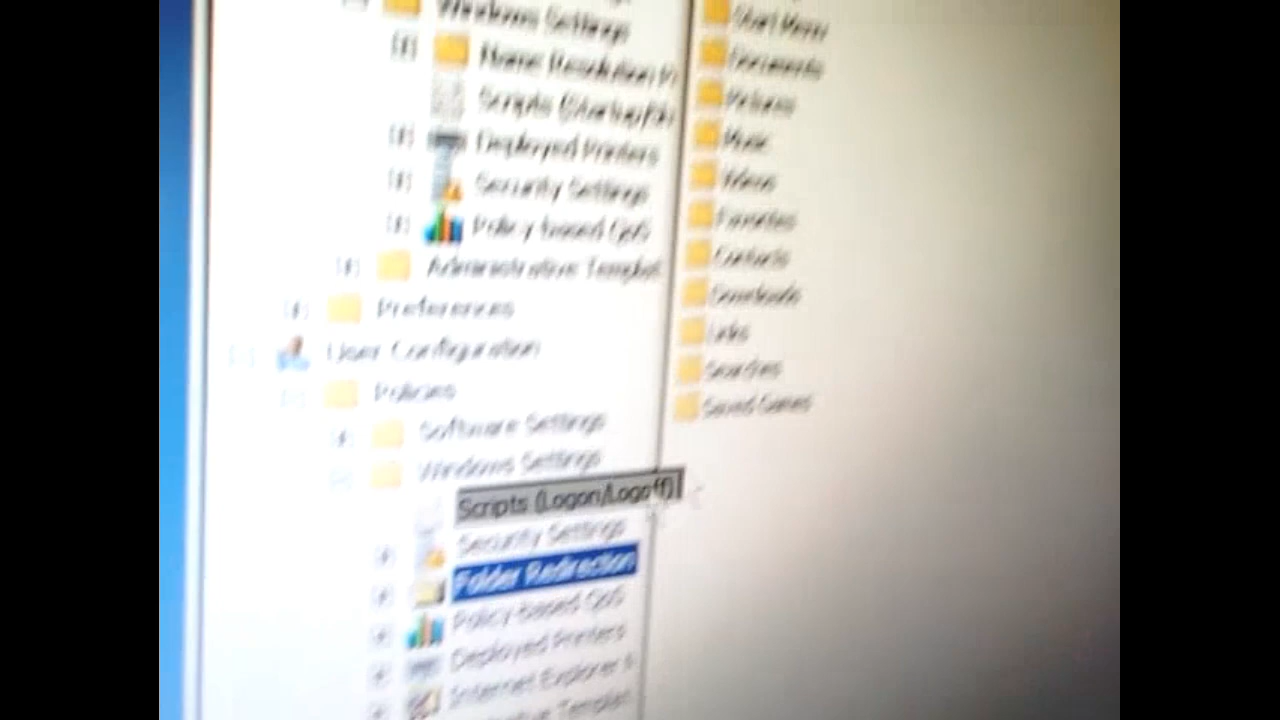 Windows Settings
Name Resolution
Scripts (Startup/Sh
Deployed Printers
Security Settings
Policy-based QoS
Administrative Templat
Preferences
User Configuration
Policies
Software Settings
Windows Settings
Scripts (Logon/Logoff)
Security Settings
Folder Redirection
Policy-based QoS
Deployed Printers
Internet Explorer
Start Menu
Documents
Pictures
Music
Videos
Favorites
Contacts
Downloads
Links
Searches
Saved Games